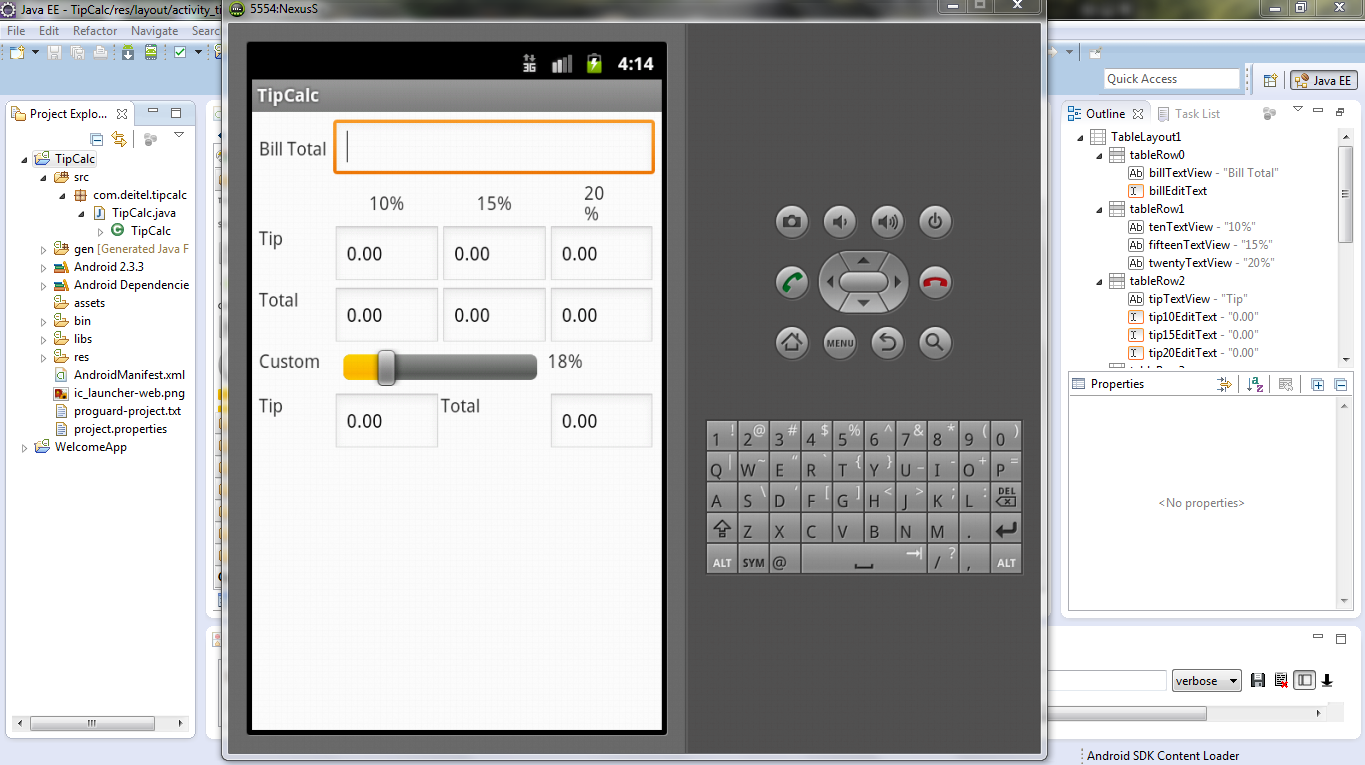 Java EE - TipCalc/res/layout/activity_ti
5554:NexusS
File Edit Refactor Navigate Searc
Quick Access
Java EE
Project Explo...
TipCalc
src
com.deitel.tipcalc
TipCalc.java
TipCalc
gen [Generated Java F
Android 2.3.3
Android Dependencie
assets
bin
libs
res
AndroidManifest.xml
ic_launcher-web.png
proguard-project.txt
project.properties
WelcomeApp
3G 4:14
TipCalc
Bill Total
10% 15% 20
%
Tip 0.00 0.00 0.00
Total 0.00 0.00 0.00
Custom 18%
Tip 0.00 Total 0.00
MENU
1 ! 2 @ 3 # 4 $ 5 % 6 ^ 7 & 8 * 9 ( 0 )
Q | W ~ E “ R ` T { Y } U _ I - O + P =
A S \ D ‘ F [ G ] H < J > K ; L : DEL
Z X C V B N M .
ALT SYM @ / ? , ALT
Outline Task List
TableLayout1
tableRow0
billTextView - "Bill Total"
billEditText
tableRow1
tenTextView - "10%"
fifteenTextView - "15%"
twentyTextView - "20%"
tableRow2
tipTextView - "Tip"
tip10EditText - "0.00"
tip15EditText - "0.00"
tip20EditText - "0.00"
Properties
<No properties>
verbose
Android SDK Content Loader